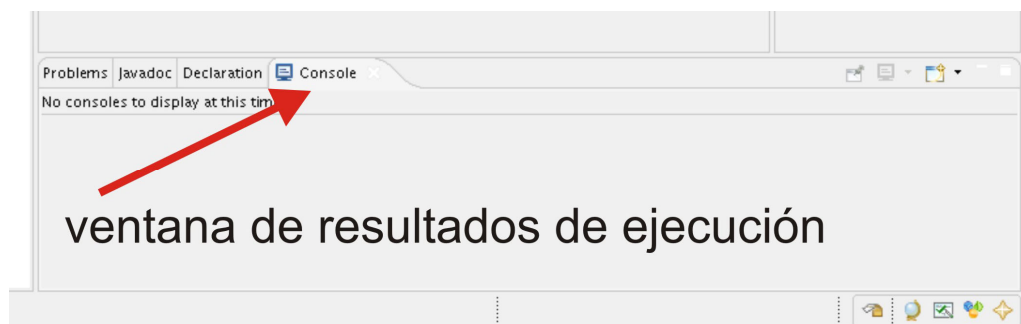 Problems Javadoc Declaration Console
No consoles to display at this tim
ventana de resultados de ejecución